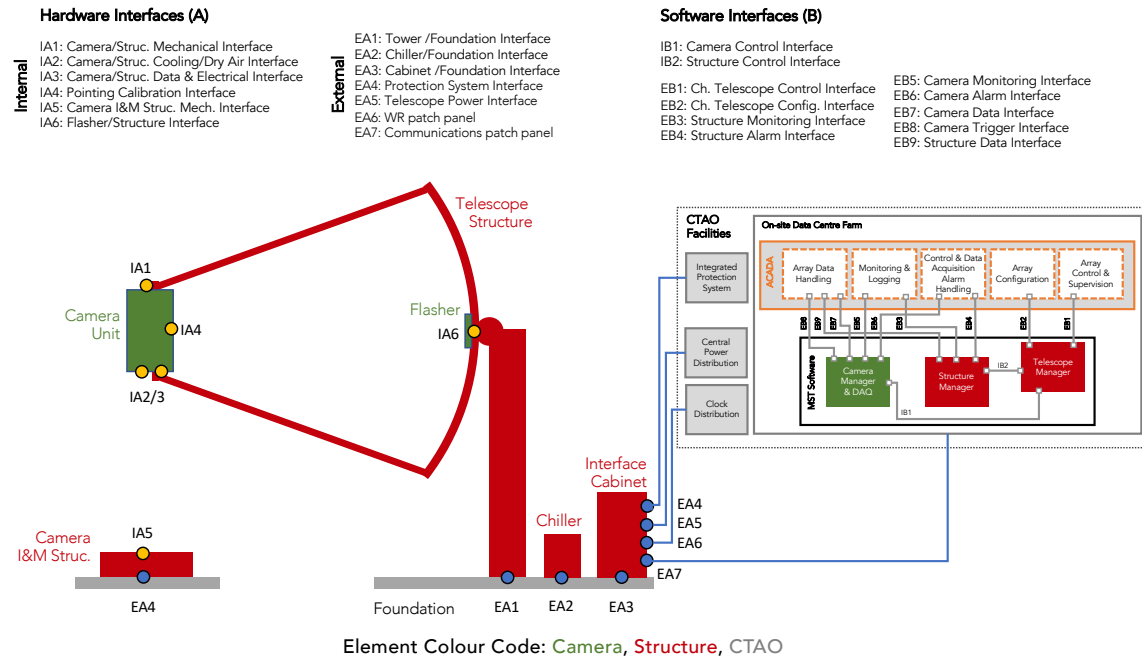 Hardware Interfaces (A)
Internal
IA1: Camera/Struc. Mechanical Interface
IA2: Camera/Struc. Cooling/Dry Air Interface
IA3: Camera/Struc. Data & Electrical Interface
IA4: Pointing Calibration Interface
IA5: Camera I&M Struc. Mech. Interface
IA6: Flasher/Structure Interface
External
EA1: Tower /Foundation Interface
EA2: Chiller/Foundation Interface
EA3: Cabinet /Foundation Interface
EA4: Protection System Interface
EA5: Telescope Power Interface
EA6: WR patch panel
EA7: Communications patch panel
Software Interfaces (B)
IB1: Camera Control Interface
IB2: Structure Control Interface
EB1: Ch. Telescope Control Interface
EB2: Ch. Telescope Config. Interface
EB3: Structure Monitoring Interface
EB4: Structure Alarm Interface
EB5: Camera Monitoring Interface
EB6: Camera Alarm Interface
EB7: Camera Data Interface
EB8: Camera Trigger Interface
EB9: Structure Data Interface
Telescope
Structure
IA1
Camera
Unit
IA4
IA2/3
Flasher
IA6
CTAO
Facilities
Integrated
Protection
System
Central
Power
Distribution
Clock
Distribution
On-site Data Centre Farm
ACADA
Array Data
Handling
Monitoring &
Logging
Control & Data
Acquisition
Alarm
Handling
Array
Configuration
Array
Control &
Supervision
EB8
EB9
EB7
EB5
EB6
EB3
EB4
EB2
EB1
MST Software
Camera
Manager
& DAQ
Structure
Manager
Telescope
Manager
IB2
IB1
Interface
Cabinet
EA4
EA5
EA6
EA7
Chiller
Camera
I&M Struc.
IA5
EA4
Foundation
EA1
EA2
EA3
Element Colour Code: Camera, Structure, CTAO